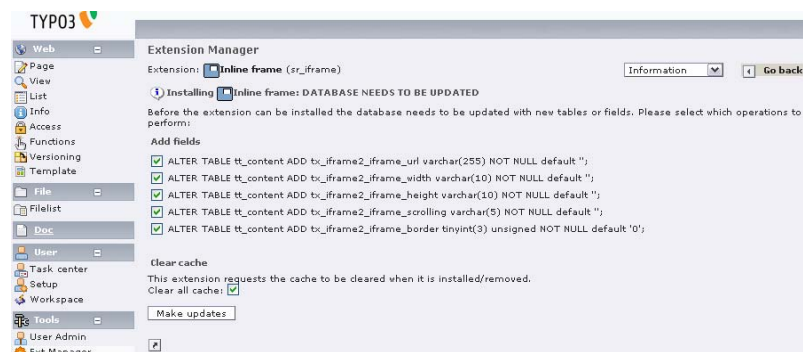 TYPO3
Web
Page
View
List
Info
Access
Functions
Versioning
Template
File
Filelist
Doc
User
Task center
Setup
Workspace
Tools
User Admin
Ext Manager
Extension Manager
Extension: Inline frame (sr_iframe)
Information
Go back
Installing Inline frame: DATABASE NEEDS TO BE UPDATED
Before the extension can be installed the database needs to be updated with new tables or fields. Please select which operations to
perform:
Add fields
ALTER TABLE tt_content ADD tx_iframe2_iframe_url varchar(255) NOT NULL default '';
ALTER TABLE tt_content ADD tx_iframe2_iframe_width varchar(10) NOT NULL default '';
ALTER TABLE tt_content ADD tx_iframe2_iframe_height varchar(10) NOT NULL default '';
ALTER TABLE tt_content ADD tx_iframe2_iframe_scrolling varchar(5) NOT NULL default '';
ALTER TABLE tt_content ADD tx_iframe2_iframe_border tinyint(3) unsigned NOT NULL default '0';
Clear cache
This extension requests the cache to be cleared when it is installed/removed.
Clear all cache:
Make updates